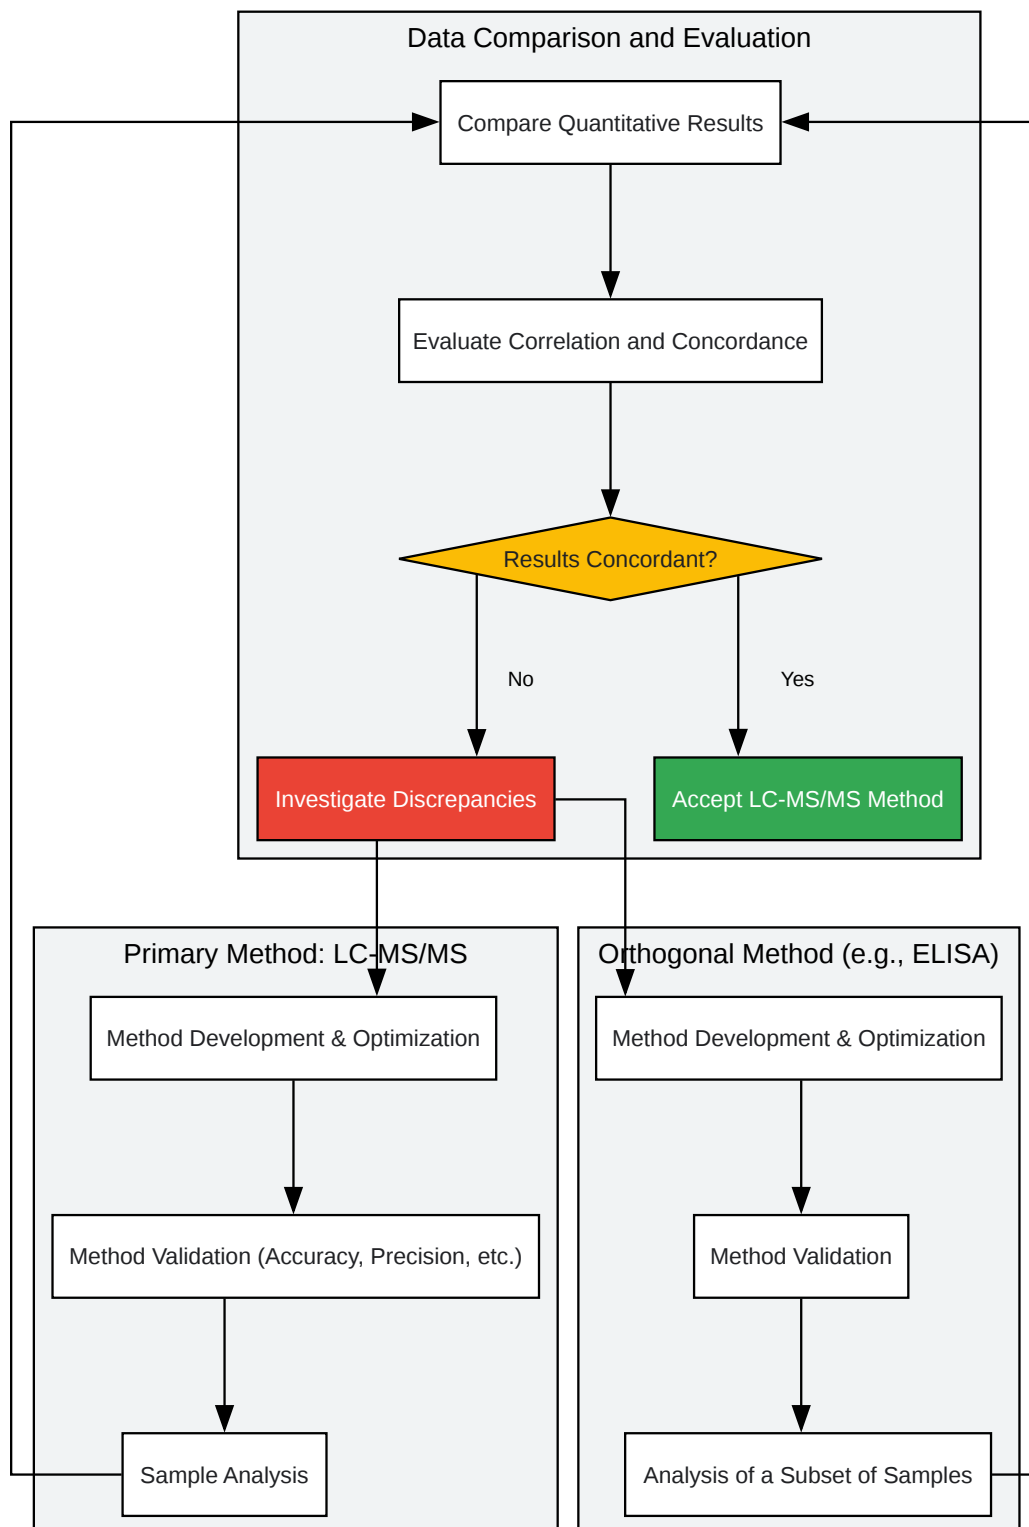 Data Comparison and Evaluation
Compare Quantitative Results
Evaluate Correlation and Concordance
Results Concordant?
No
Yes
Investigate Discrepancies
Accept LC-MS/MS Method
Primary Method: LC-MS/MS
Method Development & Optimization
Method Validation (Accuracy, Precision, etc.)
Sample Analysis
Orthogonal Method (e.g., ELISA)
Method Development & Optimization
Method Validation
Analysis of a Subset of Samples